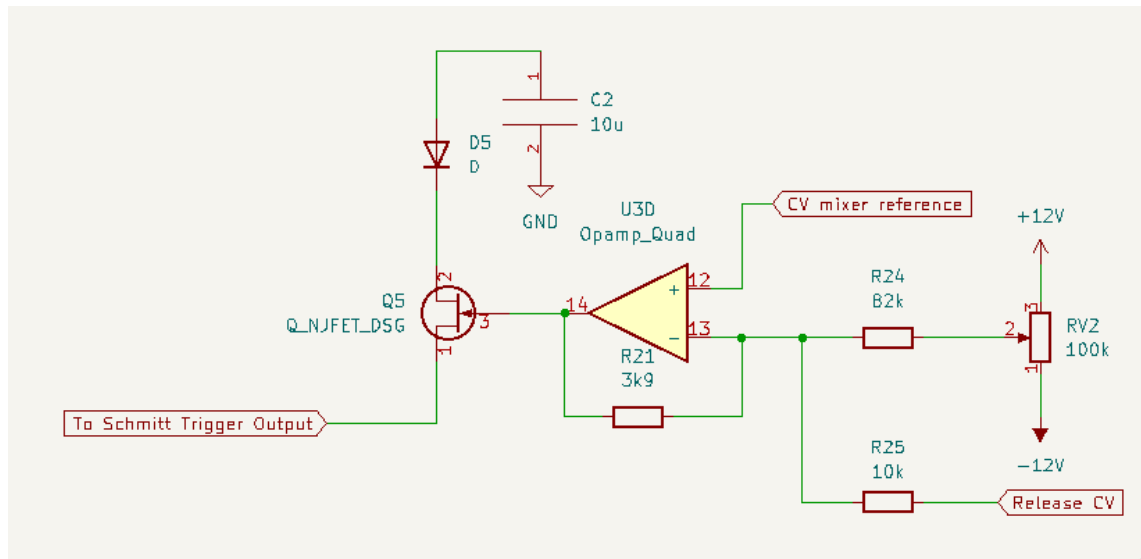 1
C2
10u
2
D5
D
GND
U3D
Opamp_Quad
CV mixer reference
+12V
2
Q5
Q_NJFET_DSG
3
1
14
12
+
13
−
R24
82k
3
2
RV2
100k
1
R21
3k9
To Schmitt Trigger Output
−12V
R25
10k
Release CV